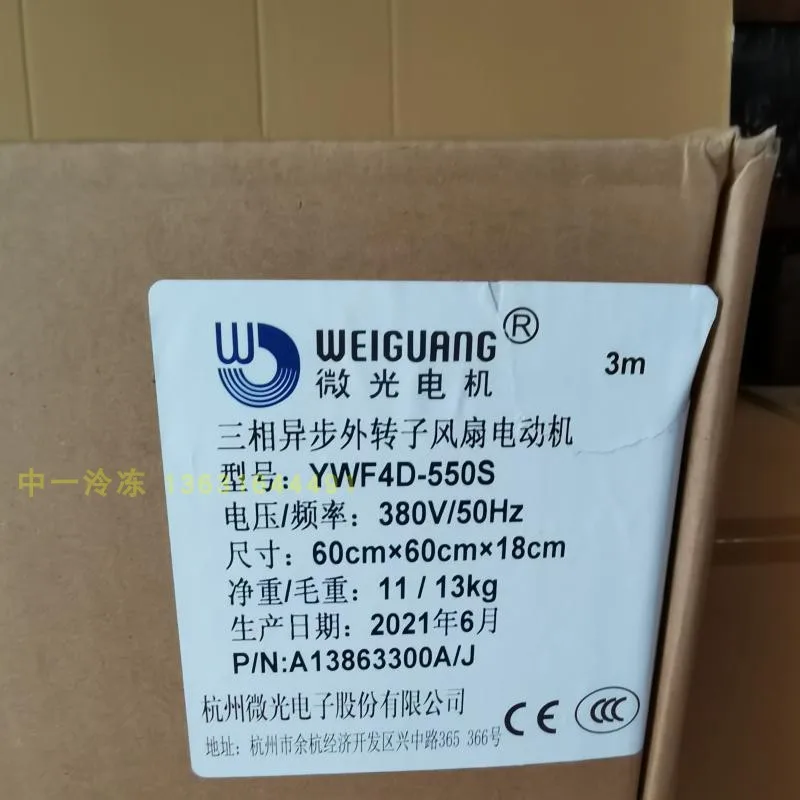 WEIGUANG®
微光电机
3m
三相异步外转子风扇电动机
型号：YWF4D-550S
中一冷冻
电压/频率：380V/50Hz
尺寸：60cm×60cm×18cm
净重/毛重：11 / 13kg
生产日期：2021年6月
P/N:A13863300A/J
杭州微光电子股份有限公司
CE CCC
地址：杭州市余杭经济开发区兴中路365 366号